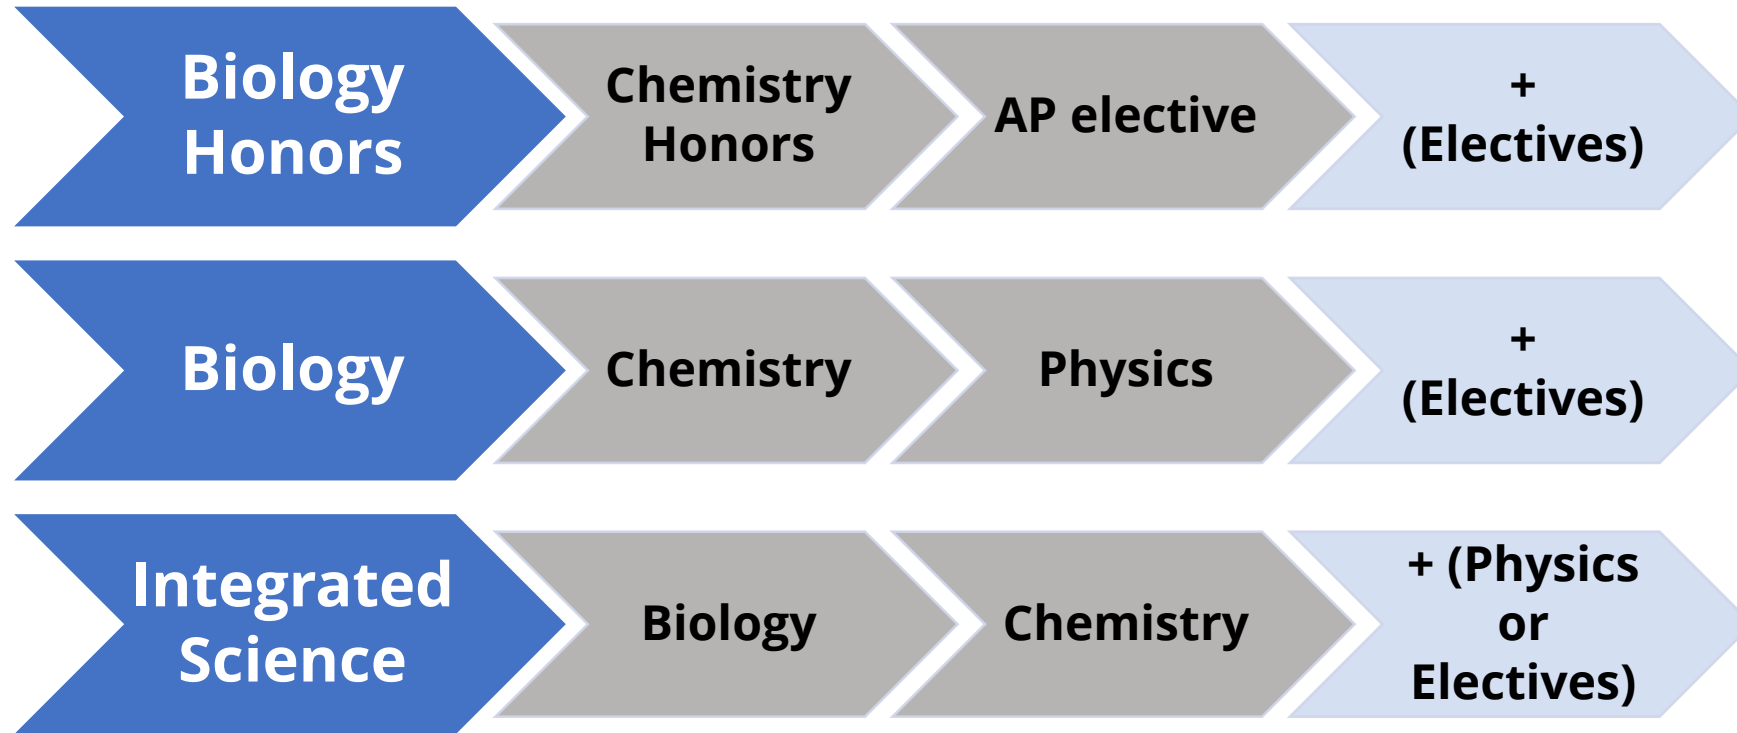 Biology
Honors
Chemistry
Honors
AP elective
+
(Electives)
Biology
Chemistry
Physics
+
(Electives)
Integrated
Science
Biology
Chemistry
+ (Physics
or
Electives)